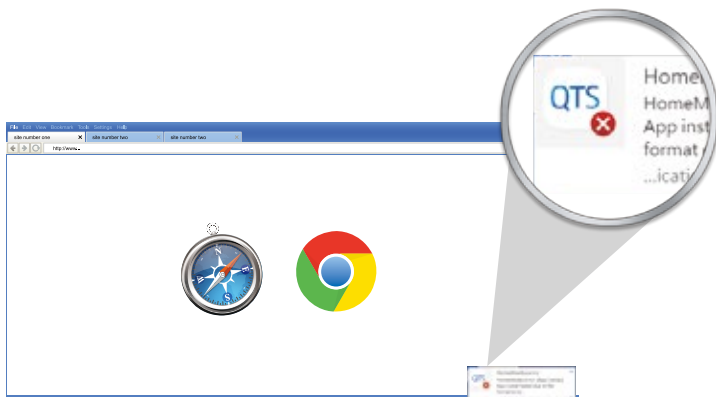 File Edit View Bookmark Tools Settings Help
site number one x site number two x site number two x
http://www...
N
E
S
W
QTS
Home
HomeM
App inst
format
...icati
QTS